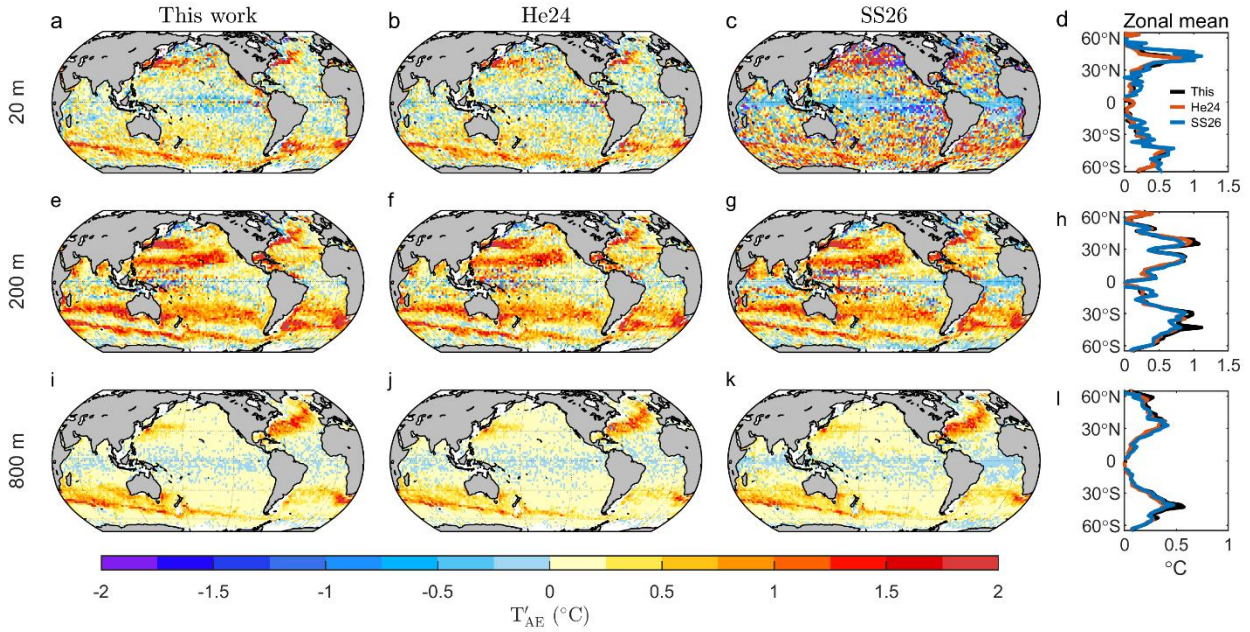 This work He24 SS26
a b c d Zonal mean
20 m
60°N
30°N
0
30°S
60°S
This
He24
SS26
0 0.5 1 1.5
e f g h
200 m
60°N
30°N
0
30°S
60°S
0 0.5 1 1.5
i j k l
800 m
60°N
30°N
0
30°S
60°S
0 0.5 1
°C
-2 -1.5 -1 -0.5 0 0.5 1 1.5 2
T′AE (°C)